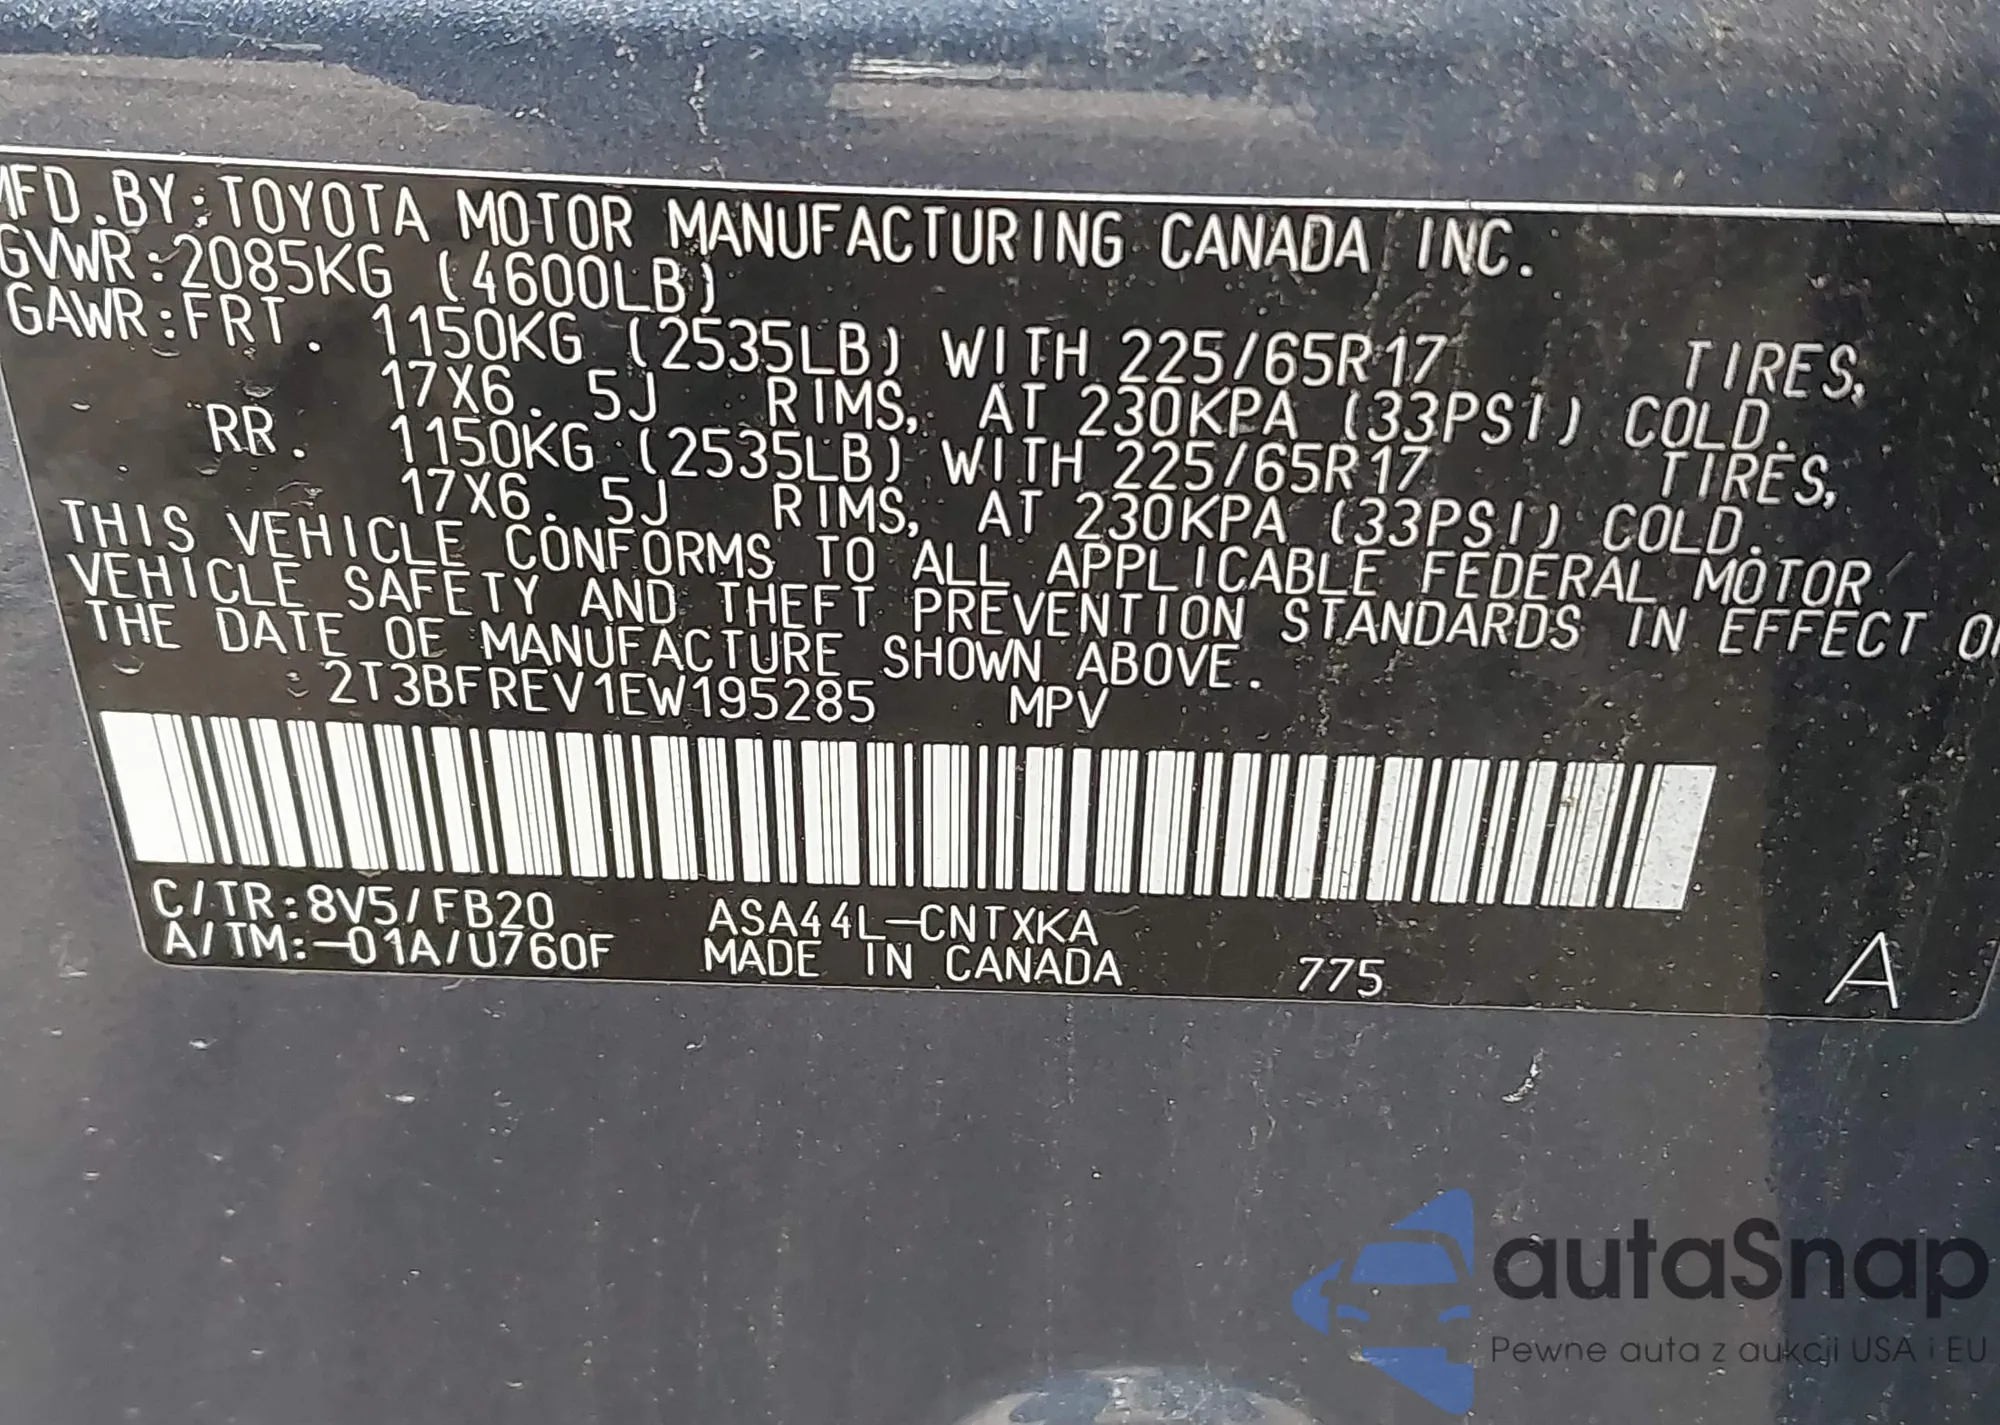 MFD.BY:TOYOTA MOTOR MANUFACTURING CANADA INC.
GVWR:2085KG (4600LB)
GAWR:FRT. 1150KG (2535LB) WITH 225/65R17 TIRES,
17X6.5J RIMS, AT 230KPA (33PSI) COLD.
RR. 1150KG (2535LB) WITH 225/65R17 TIRES,
17X6.5J RIMS, AT 230KPA (33PSI) COLD.
THIS VEHICLE CONFORMS TO ALL APPLICABLE FEDERAL MOTOR
VEHICLE SAFETY AND THEFT PREVENTION STANDARDS IN EFFECT ON
THE DATE OF MANUFACTURE SHOWN ABOVE.
2T3BFREV1EW195285 MPV
C/TR:8V5/FB20 ASA44L-CNTXKA
A/TM:-01A/U760F MADE IN CANADA 775 A
autaSnap
Pewne auta z aukcji USA i EU